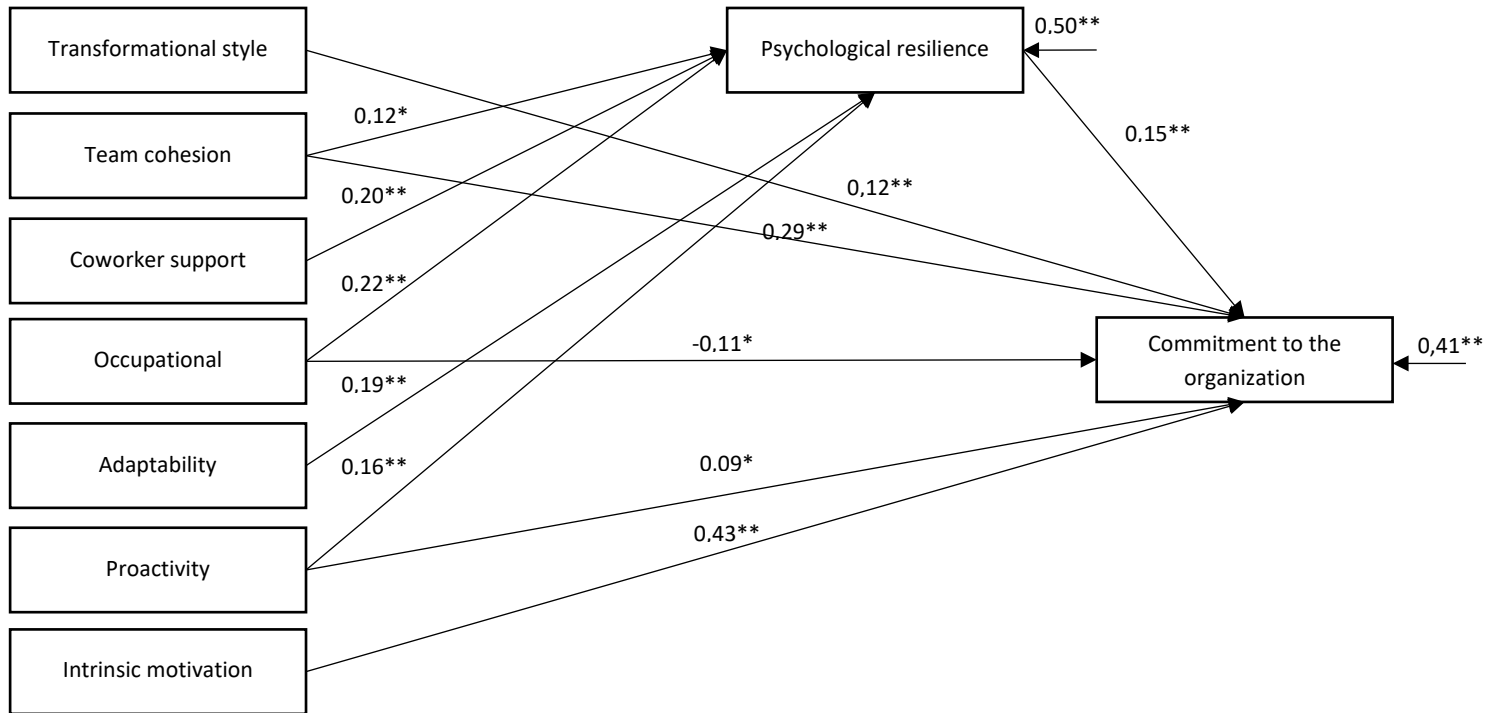 Transformational style
Psychological resilience
0,50**
0,12*
Team cohesion
0,15**
0,20**
0,12**
0,29**
Coworker support
0,22**
Occupational
-0,11*
Commitment to the
organization
0,41**
0,19**
Adaptability
0,16**
0,09*
Proactivity
0,43**
Intrinsic motivation